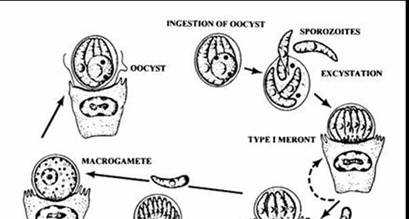 INGESTION OF OOCYST
SPOROZOITES
OOCYST
EXCYSTATION
TYPE I MERONT
MACROGAMETE